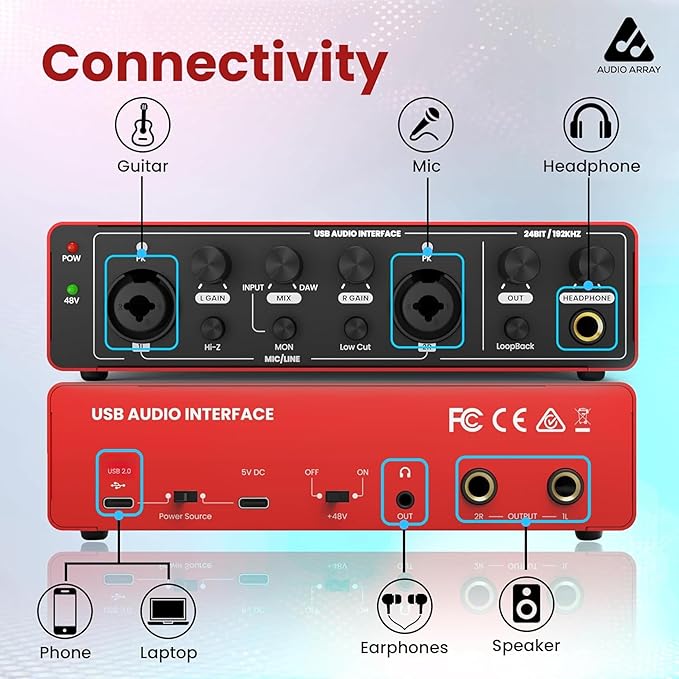 Connectivity
AUDIO ARRAY
Guitar
Mic
Headphone
USB AUDIO INTERFACE
24BIT / 192KHZ
POW
48V
PK
PK
L GAIN
INPUT
DAW
MIX
R GAIN
OUT
HEADPHONE
Hi-Z
MON
Low Cut
LoopBack
1L
MIC/LINE
2R
USB AUDIO INTERFACE
FC CE
USB 2.0
Power Source
5V DC
OFF
ON
+48V
OUT
2R
OUTPUT
1L
Phone
Laptop
Earphones
Speaker